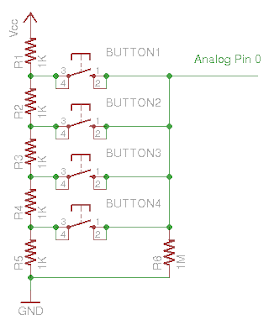 Vcc
R1
1K
3
4
1
2
BUTTON1
Analog Pin 0
R2
1K
3
4
1
2
BUTTON2
R3
1K
3
4
1
2
BUTTON3
R4
1K
3
4
1
2
BUTTON4
R5
1K
R6
1M
GND